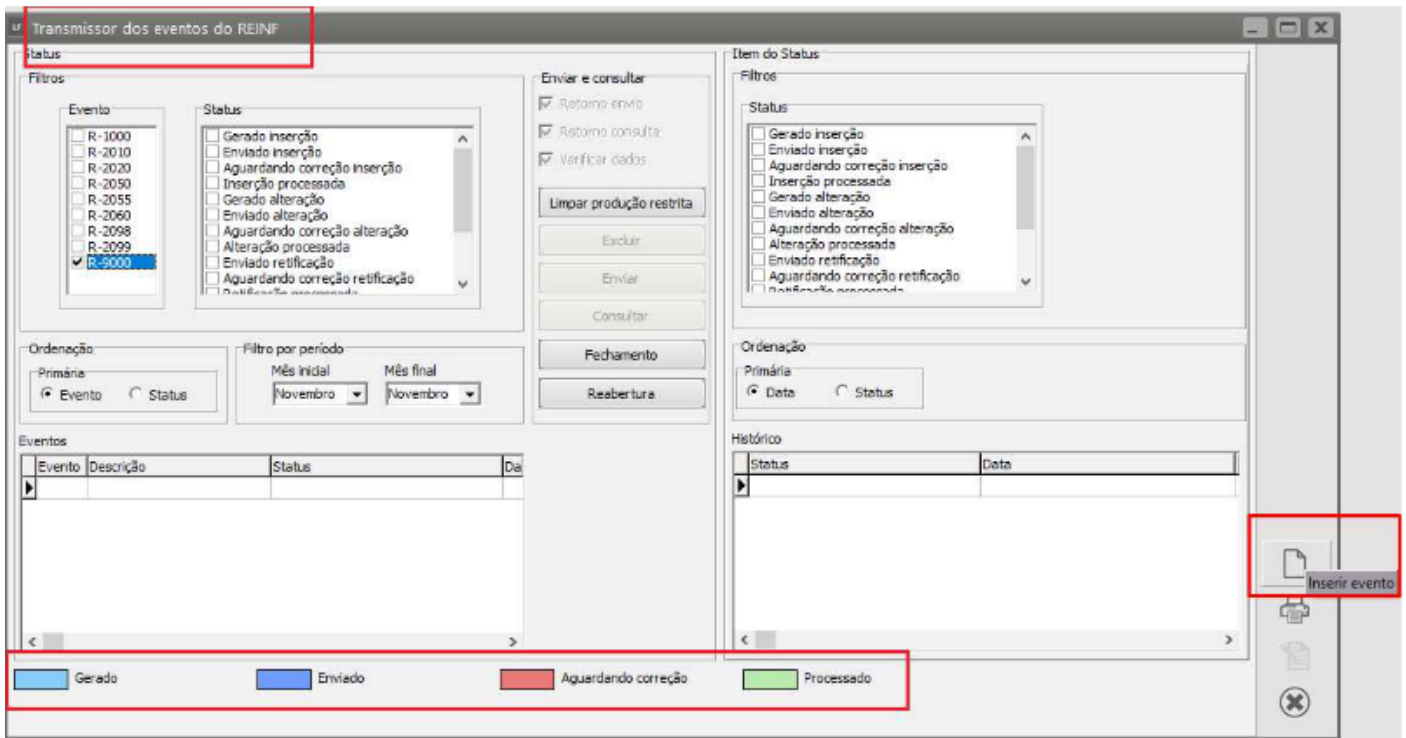 LF Transmissor dos eventos do REINF
Status
Filtros
Evento
R-1000
R-2010
R-2020
R-2050
R-2055
R-2060
R-2098
R-2099
R-9000
Status
Gerado inserção
Enviado inserção
Aguardando correção inserção
Inserção processada
Gerado alteração
Enviado alteração
Aguardando correção alteração
Alteração processada
Enviado retificação
Aguardando correção retificação
Retificação processada
Ordenação
Primária
Evento Status
Filtro por período
Mês inicial Mês final
Novembro Novembro
Enviar e consultar
Retorno envio
Retorno consulta
Verificar dados
Limpar produção restrita
Excluir
Enviar
Consultar
Fechamento
Reabertura
Eventos
Evento Descrição Status Da
Item do Status
Filtros
Status
Gerado inserção
Enviado inserção
Aguardando correção inserção
Inserção processada
Gerado alteração
Enviado alteração
Aguardando correção alteração
Alteração processada
Enviado retificação
Aguardando correção retificação
Retificação processada
Ordenação
Primária
Data Status
Histórico
Status Data
Inserir evento
Gerado Enviado Aguardando correção Processado